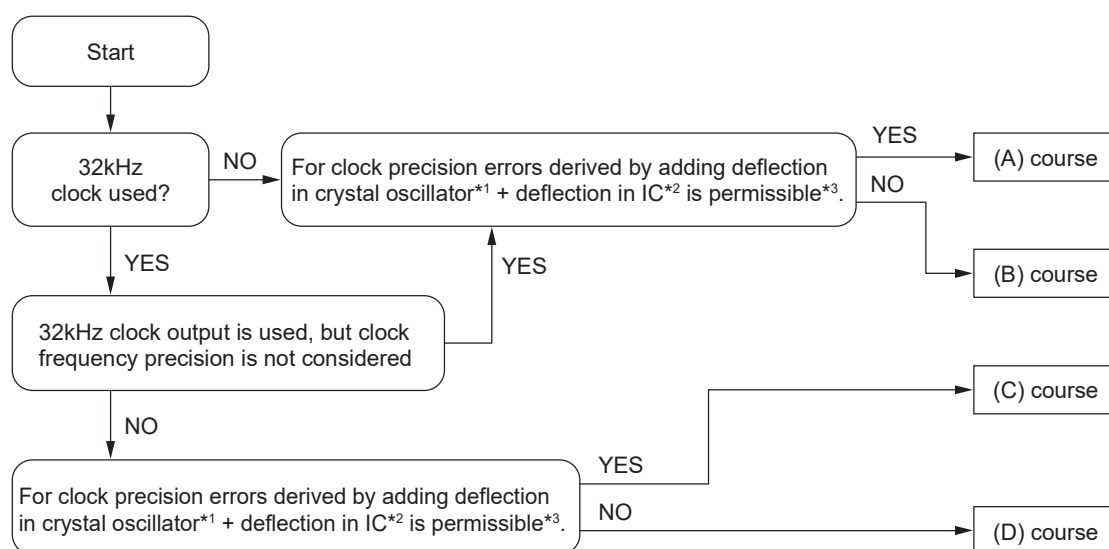 Start
32kHz
clock used?
NO
For clock precision errors derived by adding deflection
in crystal oscillator*1 + deflection in IC*2 is permissible*3.
YES
(A) course
NO
(B) course
YES
YES
32kHz clock output is used, but clock
frequency precision is not considered
NO
(C) course
For clock precision errors derived by adding deflection
in crystal oscillator*1 + deflection in IC*2 is permissible*3.
YES
NO
(D) course